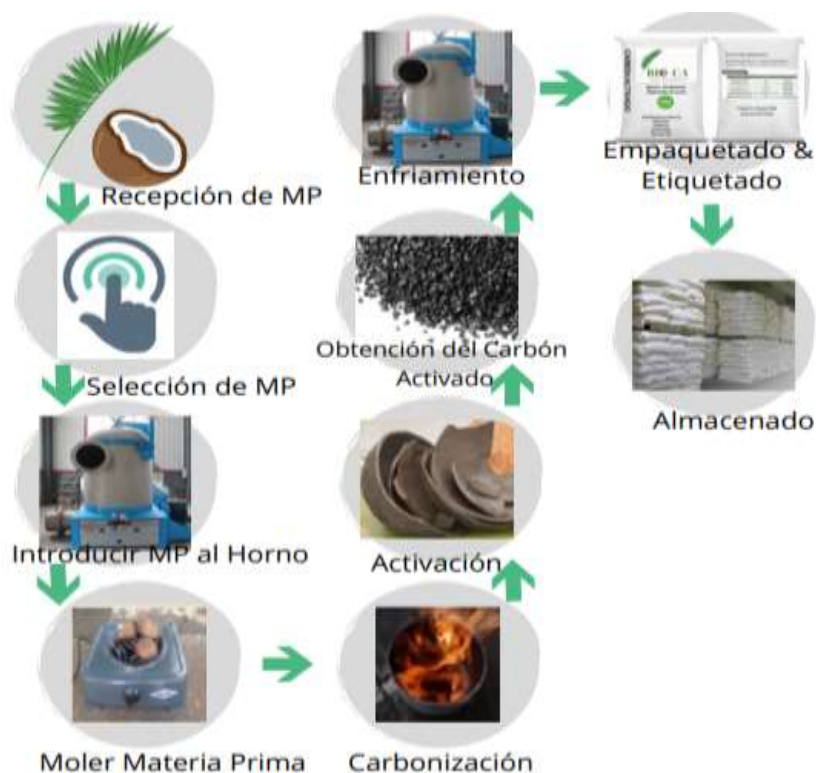 Recepción de MP
Selección de MP
Introducir MP al Horno
Moler Materia Prima
Carbonización
Activación
Obtención del Carbón
Activado
Enfriamiento
Empaquetado &
Etiquetado
Almacenado